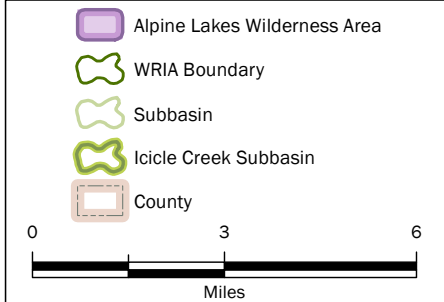 Alpine Lakes Wilderness Area
WRIA Boundary
Subbasin
Icicle Creek Subbasin
County
0 3 6
Miles